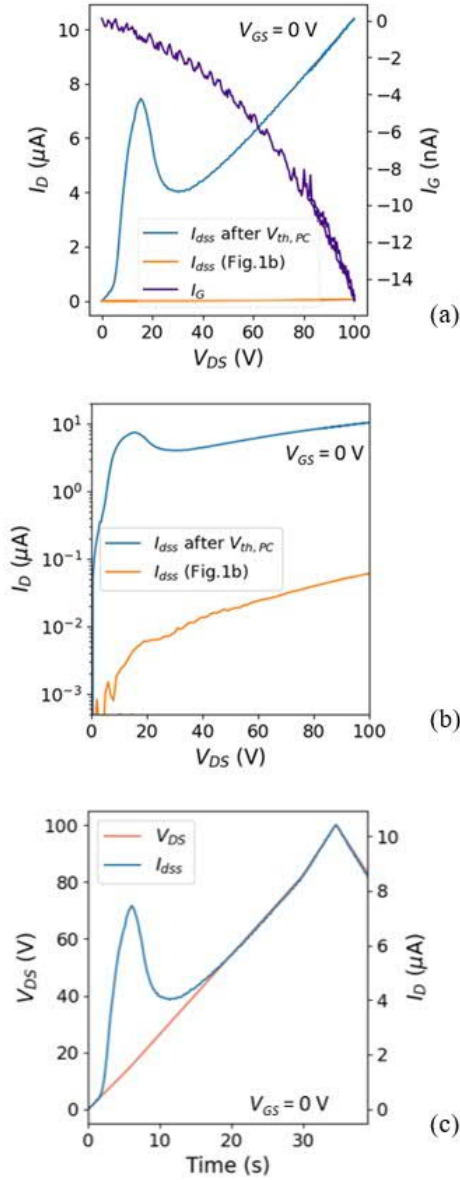 V_GS = 0 V
10
8
6
4
2
0
I_D (μA)
0
−2
−4
−6
−8
−10
−12
−14
I_G (nA)
I_dss after V_th, PC
I_dss (Fig.1b)
I_G
0 20 40 60 80 100
V_DS (V)
(a)
10^1
10^0
10^−1
10^−2
10^−3
I_D (μA)
V_GS = 0 V
I_dss after V_th, PC
I_dss (Fig.1b)
0 20 40 60 80 100
V_DS (V)
(b)
V_DS
I_dss
100
80
60
40
20
0
V_DS (V)
10
8
6
4
2
0
I_D (μA)
V_GS = 0 V
0 10 20 30
Time (s)
(c)